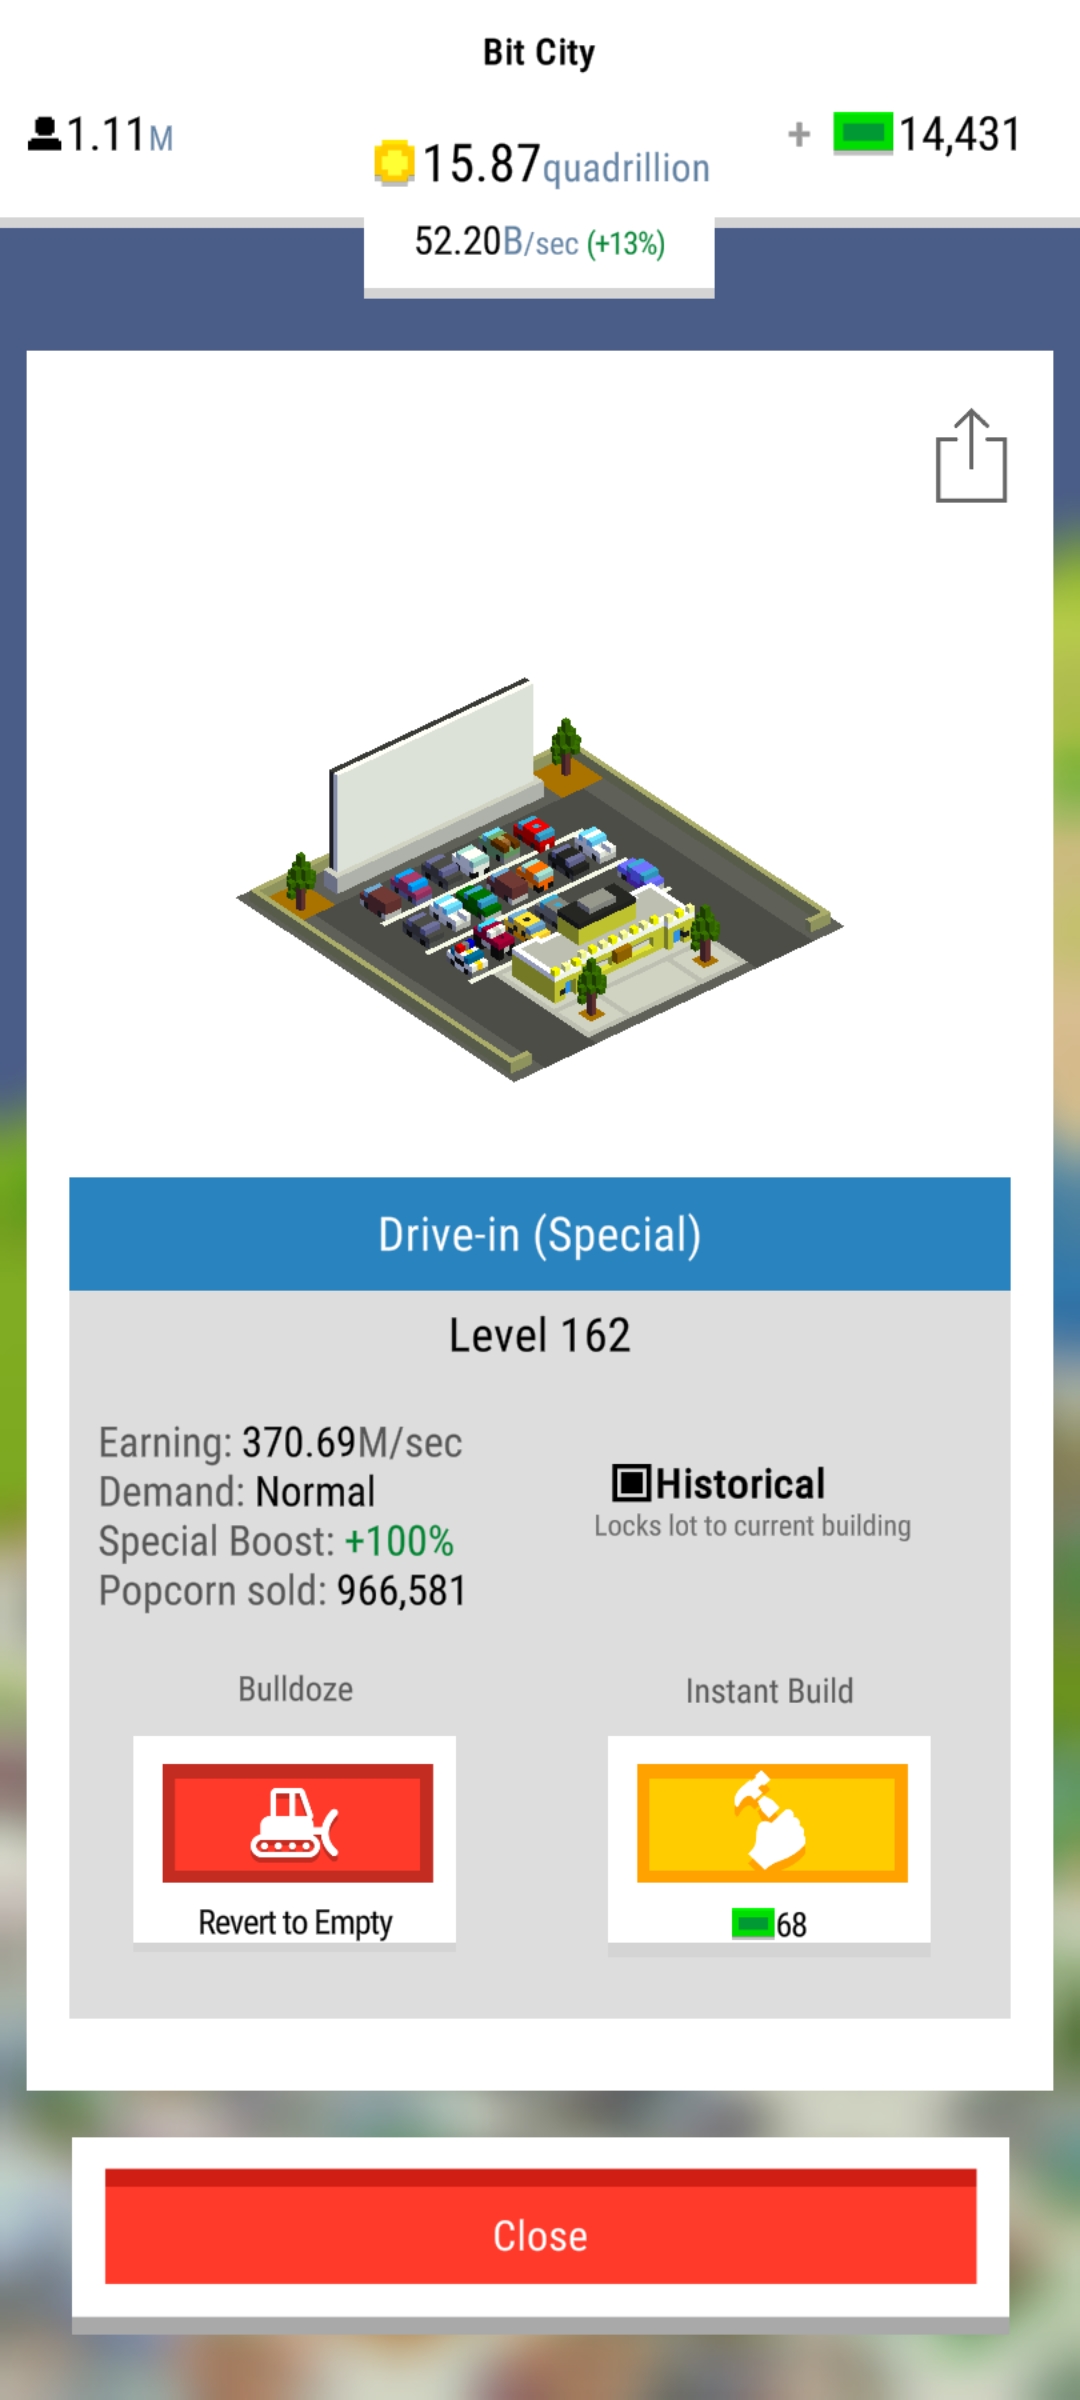 Bit City
1.11M
15.87quadrillion
+ 14,431
52.20B/sec (+13%)
Drive-in (Special)
Level 162
Earning: 370.69M/sec
Demand: Normal
Special Boost: +100%
Popcorn sold: 966,581
Historical
Locks lot to current building
Bulldoze
Instant Build
Revert to Empty
68
Close